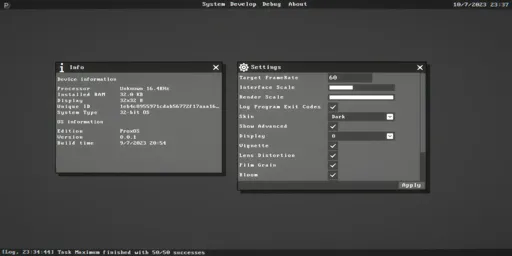 System Develop Debug About
10/7/2023 23:37
Info
Device information
Processor Unknown 16.4GHz
Installed RAM 32.0 KB
Display 32x32 0
Unique ID
System Type 32-bit OS
OS information
Edition ProxOS
Version 0.0.1
Build time 9/7/2023 20:54
Settings
Target FrameRate 60
Interface Scale
Render Scale
Log Program Exit Codes
Skin Dark
Show Advanced
Display 0
Vignette
Lens Distortion
Film Grain
Bloom
Apply
[Log, 23:34:44] Task Maximum finished with 50/50 successes